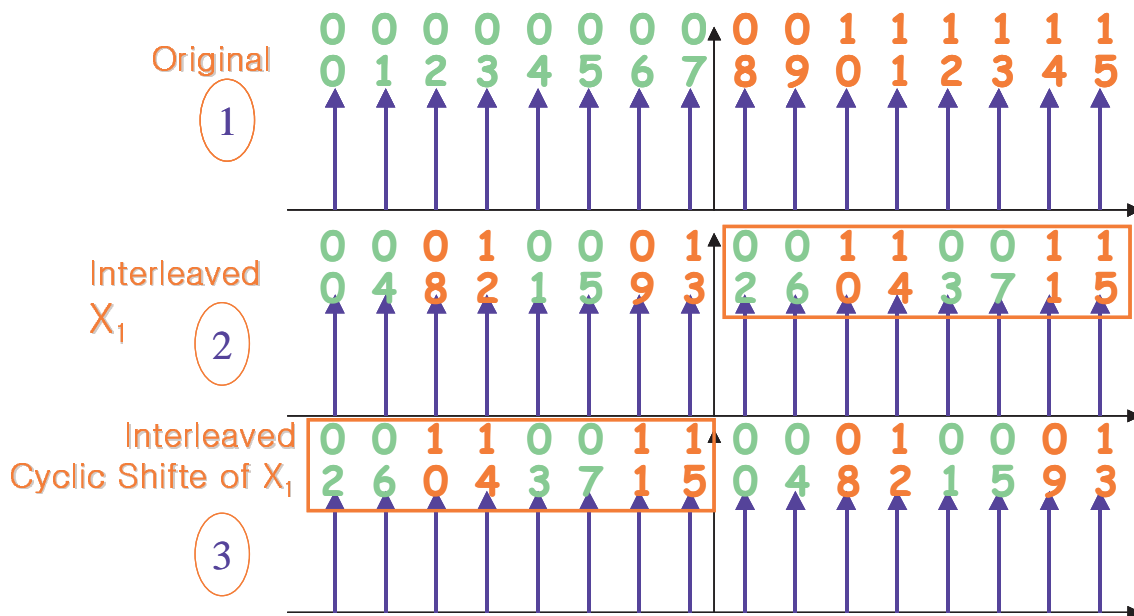 0 0 0 0 0 0 0 0 0 0 1 1 1 1 1 1
Original 0 1 2 3 4 5 6 7 8 9 0 1 2 3 4 5
1
0 0 0 1 0 0 0 1 0 0 1 1 0 0 1 1
Interleaved 0 4 8 2 1 5 9 3 2 6 0 4 3 7 1 5
X1
2
Interleaved 0 0 1 1 0 0 1 1 0 0 0 1 0 0 0 1
Cyclic Shifte of X1 2 6 0 4 3 7 1 5 0 4 8 2 1 5 9 3
3